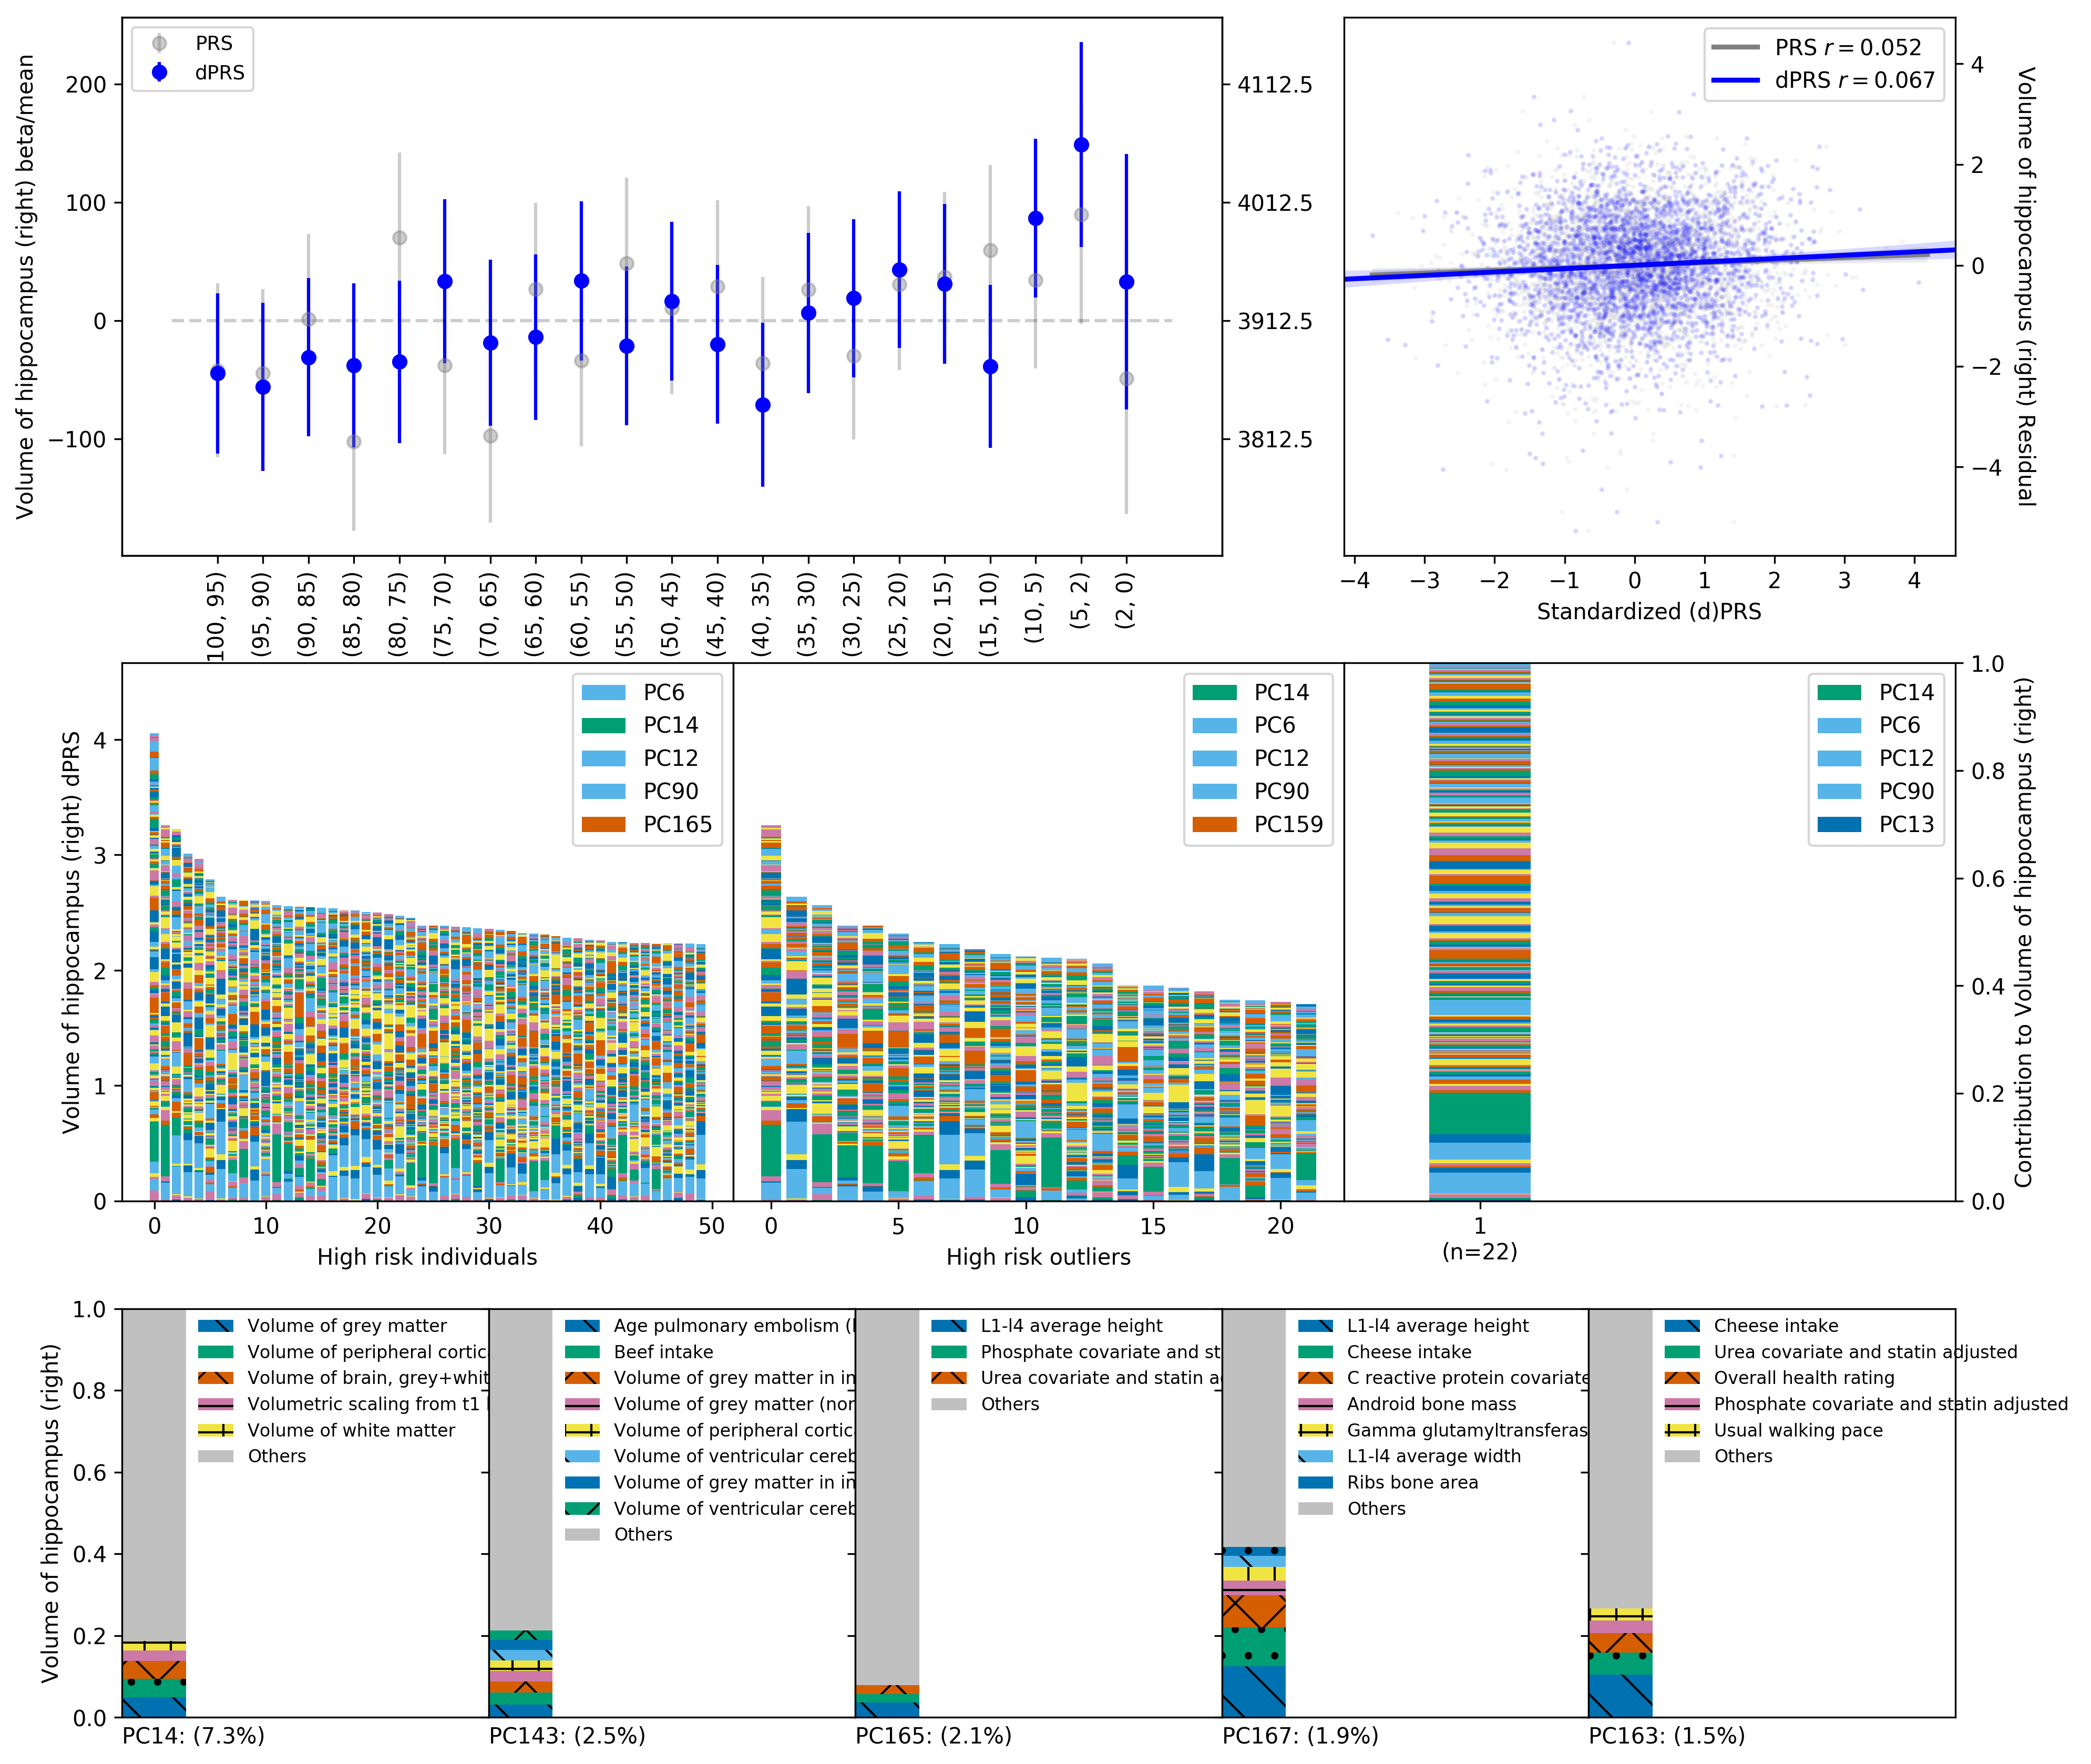 PRS
dPRS
Volume of hippocampus (right) beta/mean
200
100
0
−100
4112.5
4012.5
3912.5
3812.5
100, 95)
(95, 90)
(90, 85)
(85, 80)
(80, 75)
(75, 70)
(70, 65)
(65, 60)
(60, 55)
(55, 50)
(50, 45)
(45, 40)
(40, 35)
(35, 30)
(30, 25)
(25, 20)
(20, 15)
(15, 10)
(10, 5)
(5, 2)
(2, 0)
PRS r = 0.052
dPRS r = 0.067
4
2
0
−2
−4
Volume of hippocampus (right) Residual
−4 −3 −2 −1 0 1 2 3 4
Standardized (d)PRS
Volume of hippocampus (right) dPRS
4
3
2
1
0
PC6
PC14
PC12
PC90
PC165
0 10 20 30 40 50
High risk individuals
PC14
PC6
PC12
PC90
PC159
0 5 10 15 20
High risk outliers
PC14
PC6
PC12
PC90
PC13
1
(n=22)
1.0
0.8
0.6
0.4
0.2
0.0
Contribution to Volume of hippocampus (right)
Volume of hippocampus (right)
1.0
0.8
0.6
0.4
0.2
0.0
Volume of grey matter
Volume of peripheral cortic
Volume of brain, grey+whit
Volumetric scaling from t1
Volume of white matter
Others
PC14: (7.3%)
Age pulmonary embolism (
Beef intake
Volume of grey matter in in
Volume of grey matter (nor
Volume of peripheral cortic
Volume of ventricular cereb
Volume of grey matter in in
Volume of ventricular cereb
Others
PC143: (2.5%)
L1-l4 average height
Phosphate covariate and st
Urea covariate and statin a
Others
PC165: (2.1%)
L1-l4 average height
Cheese intake
C reactive protein covariate
Android bone mass
Gamma glutamyltransferas
L1-l4 average width
Ribs bone area
Others
PC167: (1.9%)
Cheese intake
Urea covariate and statin adjusted
Overall health rating
Phosphate covariate and statin adjusted
Usual walking pace
Others
PC163: (1.5%)